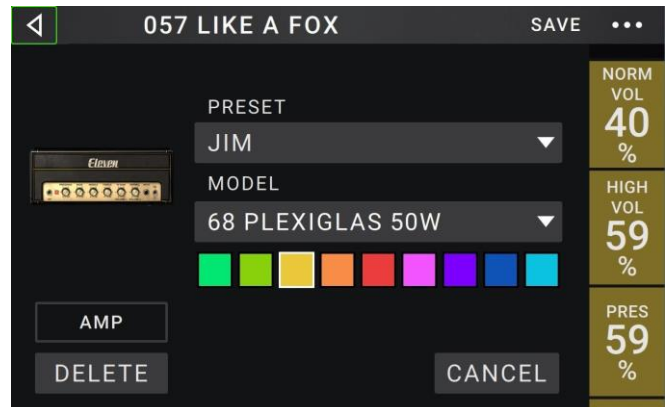 057 LIKE A FOX
SAVE
PRESET
JIM
MODEL
68 PLEXIGLAS 50W
Eleven
AMP
DELETE
CANCEL
NORM
VOL
40
%
HIGH
VOL
59
%
PRES
59
%